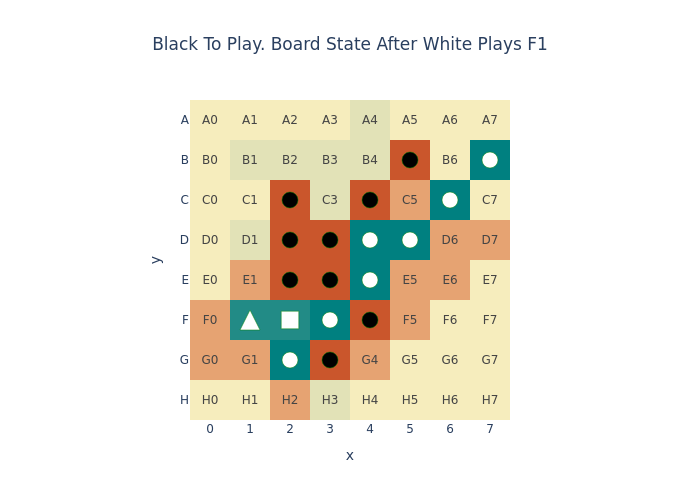 Black To Play. Board State After White Plays F1
A A0 A1 A2 A3 A4 A5 A6 A7
B B0 B1 B2 B3 B4 B6
C C0 C1 C3 C5 C7
D D0 D1 D6 D7
y
E E0 E1 E5 E6 E7
F F0 F5 F6 F7
G G0 G1 G4 G5 G6 G7
H H0 H1 H2 H3 H4 H5 H6 H7
0 1 2 3 4 5 6 7
x